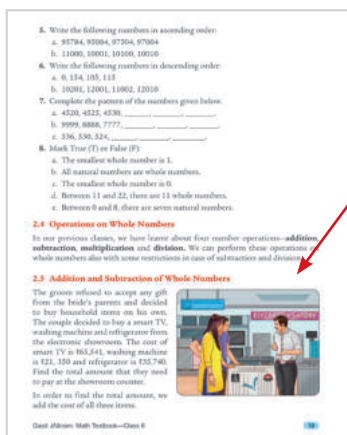 5. Write the following numbers in ascending order:
a. 95784, 95084, 97504, 97004
b. 11000, 10001, 10100, 10010
6. Write the following numbers in descending order:
a. 0, 154, 105, 115
b. 10201, 12001, 11002, 12010
7. Complete the pattern of the numbers given below.
a. 4520, 4525, 4530, ______, ______, ______.
b. 9999, 8888, 7777, ______, ______, ______.
c. 536, 530, 524, ______, ______, ______.
8. Mark True (T) or False (F):
a. The smallest whole number is 1.
b. All natural numbers are whole numbers.
c. The smallest whole number is 0.
d. Between 11 and 22, there are 11 whole numbers.
e. Between 0 and 8, there are seven natural numbers.
2.4 Operations on Whole Numbers
In our previous classes, we have learnt about four number operations—addition,
subtraction, multiplication and division. We can perform these operations on
whole numbers also with some restrictions in case of subtraction and division.
2.5 Addition and Subtraction of Whole Numbers
The groom refused to accept any gift
from the bride's parents and decided
to buy household items on his own.
The couple decided to buy a smart TV,
washing machine and refrigerator from
the electronic showroom. The cost of
smart TV is ₹65,541, washing machine
is ₹21, 350 and refrigerator is ₹35,740.
Find the total amount that they need
to pay at the showroom counter.
In order to find the total amount, we
add the cost of all three items.
Math Textbook—Class 6
19